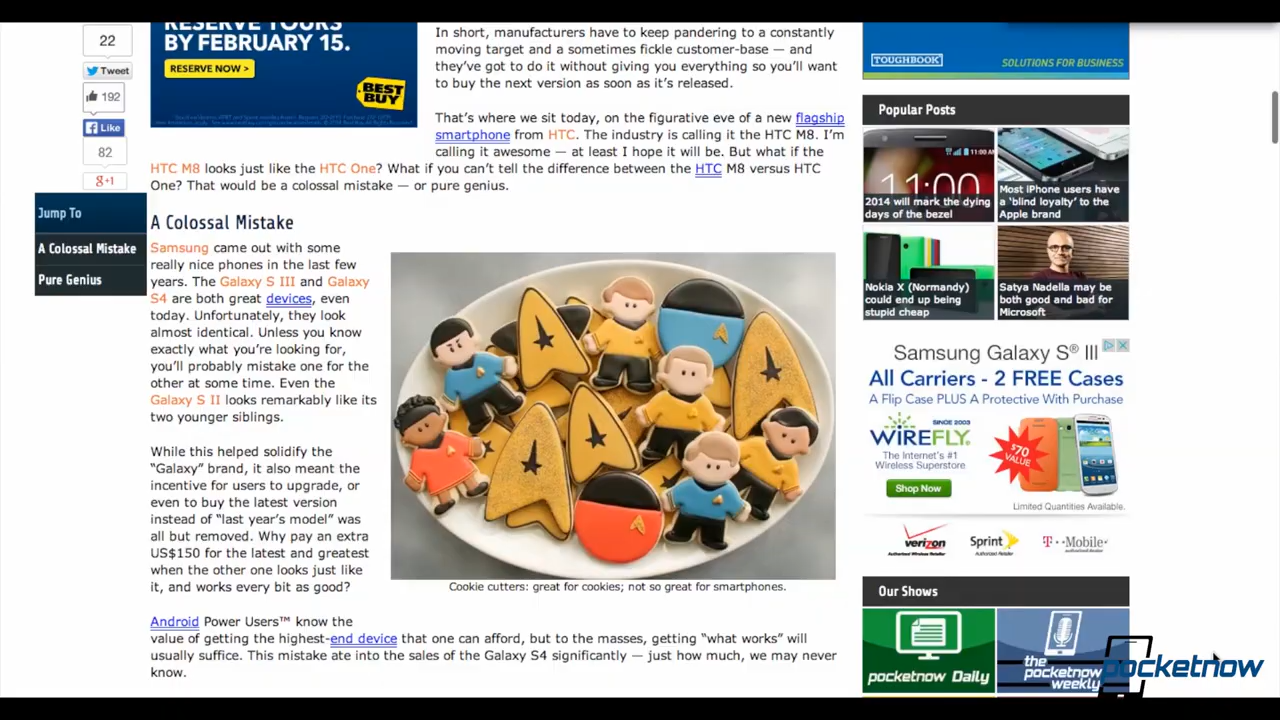 22
Tweet
192
Like
82
g+1
Jump To
A Colossal Mistake
Pure Genius
RESERVE YOURS
BY FEBRUARY 15.
RESERVE NOW >
BEST
BUY
In short, manufacturers have to keep pandering to a constantly
moving target and a sometimes fickle customer-base — and
they've got to do it without giving you everything so you'll want
to buy the next version as soon as it's released.
That's where we sit today, on the figurative eve of a new flagship
smartphone from HTC. The industry is calling it the HTC M8. I'm
calling it awesome — at least I hope it will be. But what if the
HTC M8 looks just like the HTC One? What if you can't tell the difference between the HTC M8 versus HTC
One? That would be a colossal mistake — or pure genius.
A Colossal Mistake
Samsung came out with some
really nice phones in the last few
years. The Galaxy S III and Galaxy
S4 are both great devices, even
today. Unfortunately, they look
almost identical. Unless you know
exactly what you're looking for,
you'll probably mistake one for the
other at some time. Even the
Galaxy S II looks remarkably like its
two younger siblings.
While this helped solidify the
"Galaxy" brand, it also meant the
incentive for users to upgrade, or
even to buy the latest version
instead of "last year's model" was
all but removed. Why pay an extra
US$150 for the latest and greatest
when the other one looks just like
it, and works every bit as good?
Cookie cutters: great for cookies; not so great for smartphones.
Android Power Users™ know the
value of getting the highest-end device that one can afford, but to the masses, getting "what works" will
usually suffice. This mistake ate into the sales of the Galaxy S4 significantly — just how much, we may never
know.
TOUGHBOOK
SOLUTIONS FOR BUSINESS
Popular Posts
11:00 AM
11:00
2014 will mark the dying
days of the bezel
Most iPhone users have
a 'blind loyalty' to the
Apple brand
Nokia X (Normandy)
could end up being
stupid cheap
Satya Nadella may be
both good and bad for
Microsoft
Samsung Galaxy S® III
All Carriers - 2 FREE Cases
A Flip Case PLUS A Protective With Purchase
SINCE 2003
WIREFLY
The Internet's #1
Wireless Superstore
$70
VALUE
Shop Now
Limited Quantities Available.
verizon
Authorized Wireless Retailer
Sprint
Authorized Retailer
T-Mobile
authorized dealer
Our Shows
pocketnow Daily
the
pocketnow
weekly
pocketnow